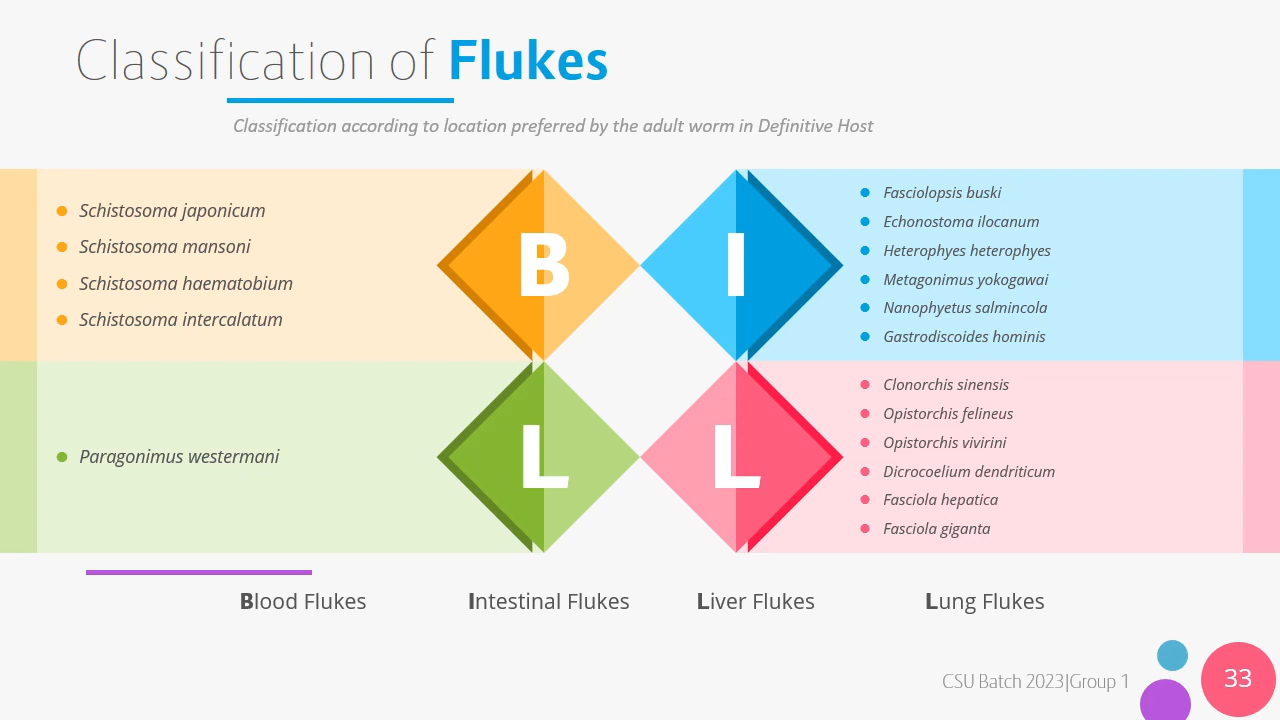 Classification of Flukes
Classification according to location preferred by the adult worm in Definitive Host
B
Schistosoma japonicum
Schistosoma mansoni
Schistosoma haematobium
Schistosoma intercalatum
I
Fasciolopsis buski
Echonostoma ilocanum
Heterophyes heterophyes
Metagonimus yokogawai
Nanophyetus salmincola
Gastrodiscoides hominis
L
Paragonimus westermani
L
Clonorchis sinensis
Opistorchis felineus
Opistorchis vivirini
Dicrocoelium dendriticum
Fasciola hepatica
Fasciola giganta
Blood Flukes
Intestinal Flukes
Liver Flukes
Lung Flukes
CSU Batch 2023|Group 1
33